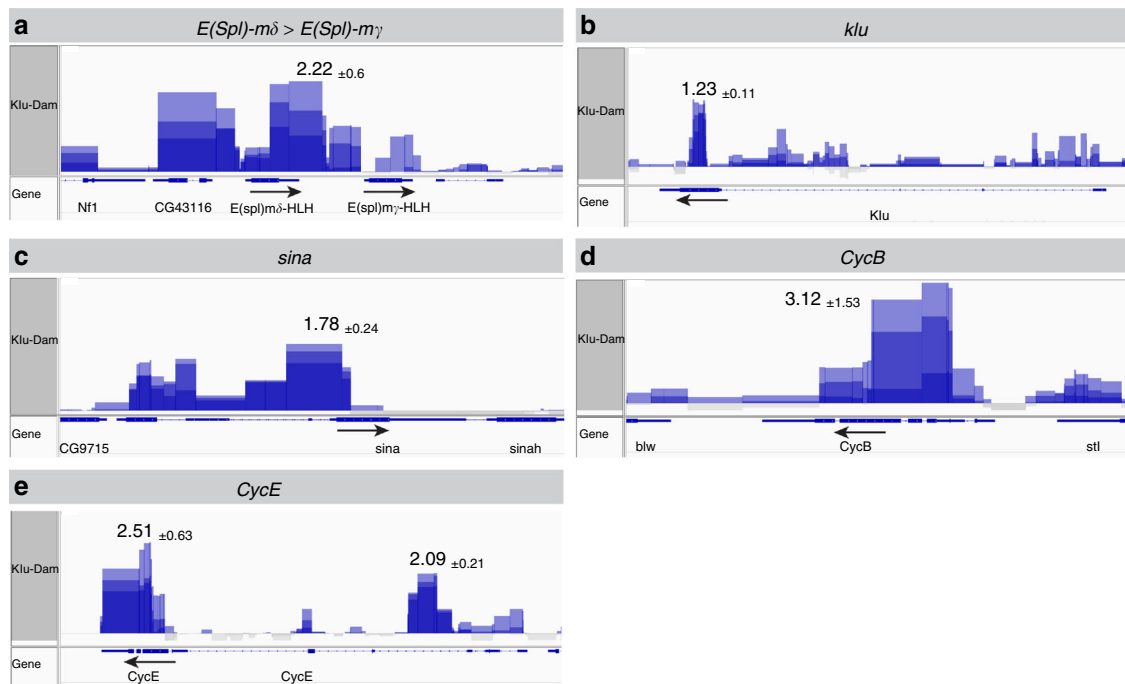 a E(Spl)-mδ > E(Spl)-mγ
Klu-Dam
2.22 ±0.6
Gene
Nf1 CG43116 E(spl)mδ-HLH E(spl)mγ-HLH
b klu
Klu-Dam
1.23 ±0.11
Gene
Klu
c sina
Klu-Dam
1.78 ±0.24
Gene
CG9715 sina sinah
d CycB
Klu-Dam
3.12 ±1.53
Gene
blw CycB stl
e CycE
Klu-Dam
2.51 ±0.63
2.09 ±0.21
Gene
CycE CycE